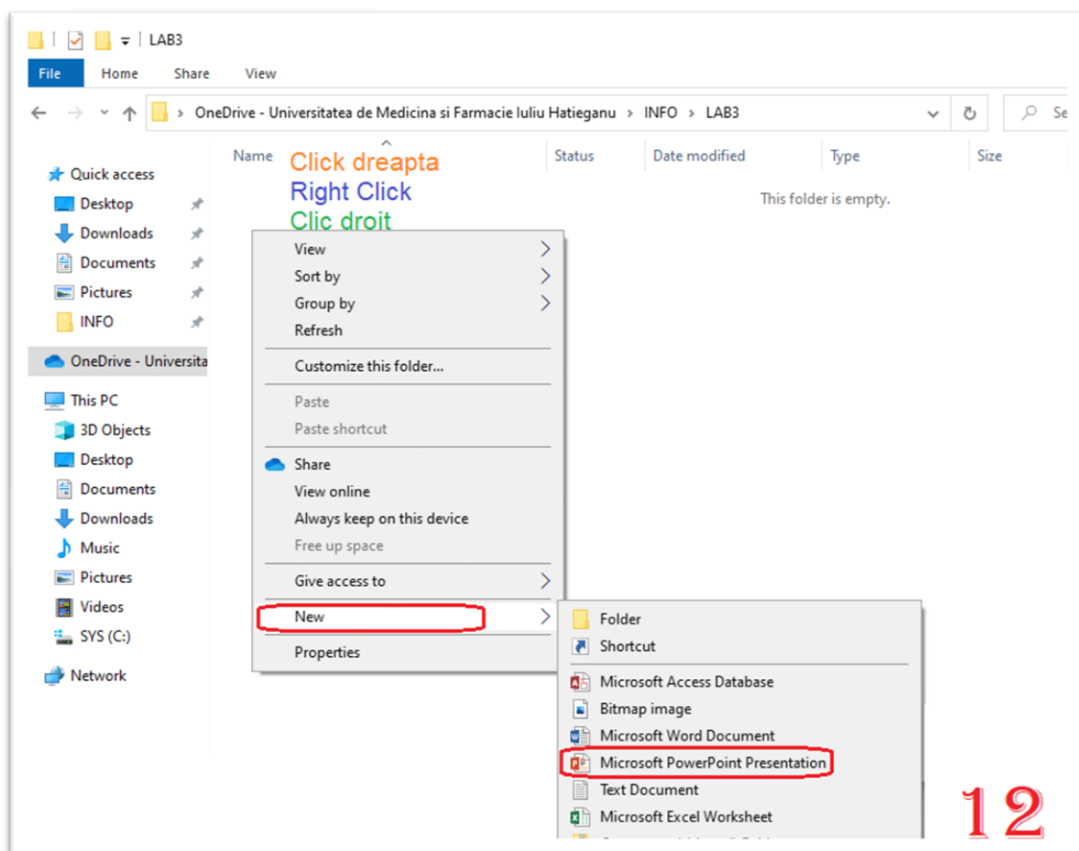 LAB3
File Home Share View
OneDrive - Universitatea de Medicina si Farmacie Iuliu Hatieganu > INFO > LAB3
Se
Name Status Date modified Type Size
Click dreapta
Right Click
Clic droit
This folder is empty.
Quick access
Desktop
Downloads
Documents
Pictures
INFO
OneDrive - Universita
This PC
3D Objects
Desktop
Documents
Downloads
Music
Pictures
Videos
SYS (C:)
Network
View
Sort by
Group by
Refresh
Customize this folder...
Paste
Paste shortcut
Share
View online
Always keep on this device
Free up space
Give access to
New
Properties
Folder
Shortcut
Microsoft Access Database
Bitmap image
Microsoft Word Document
Microsoft PowerPoint Presentation
Text Document
Microsoft Excel Worksheet
12